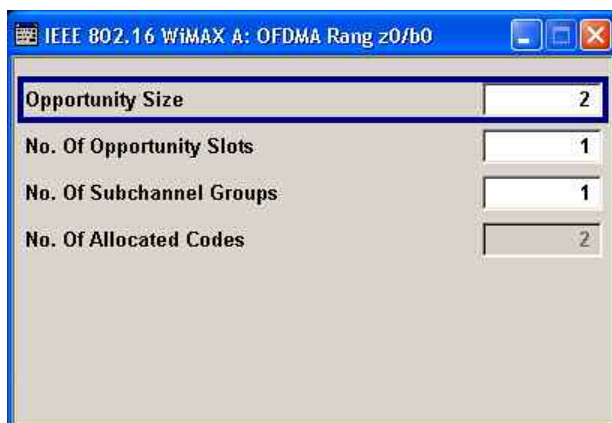 IEEE 802.16 WiMAX A: OFDMA Rang z0/b0
Opportunity Size 2
No. Of Opportunity Slots 1
No. Of Subchannel Groups 1
No. Of Allocated Codes 2